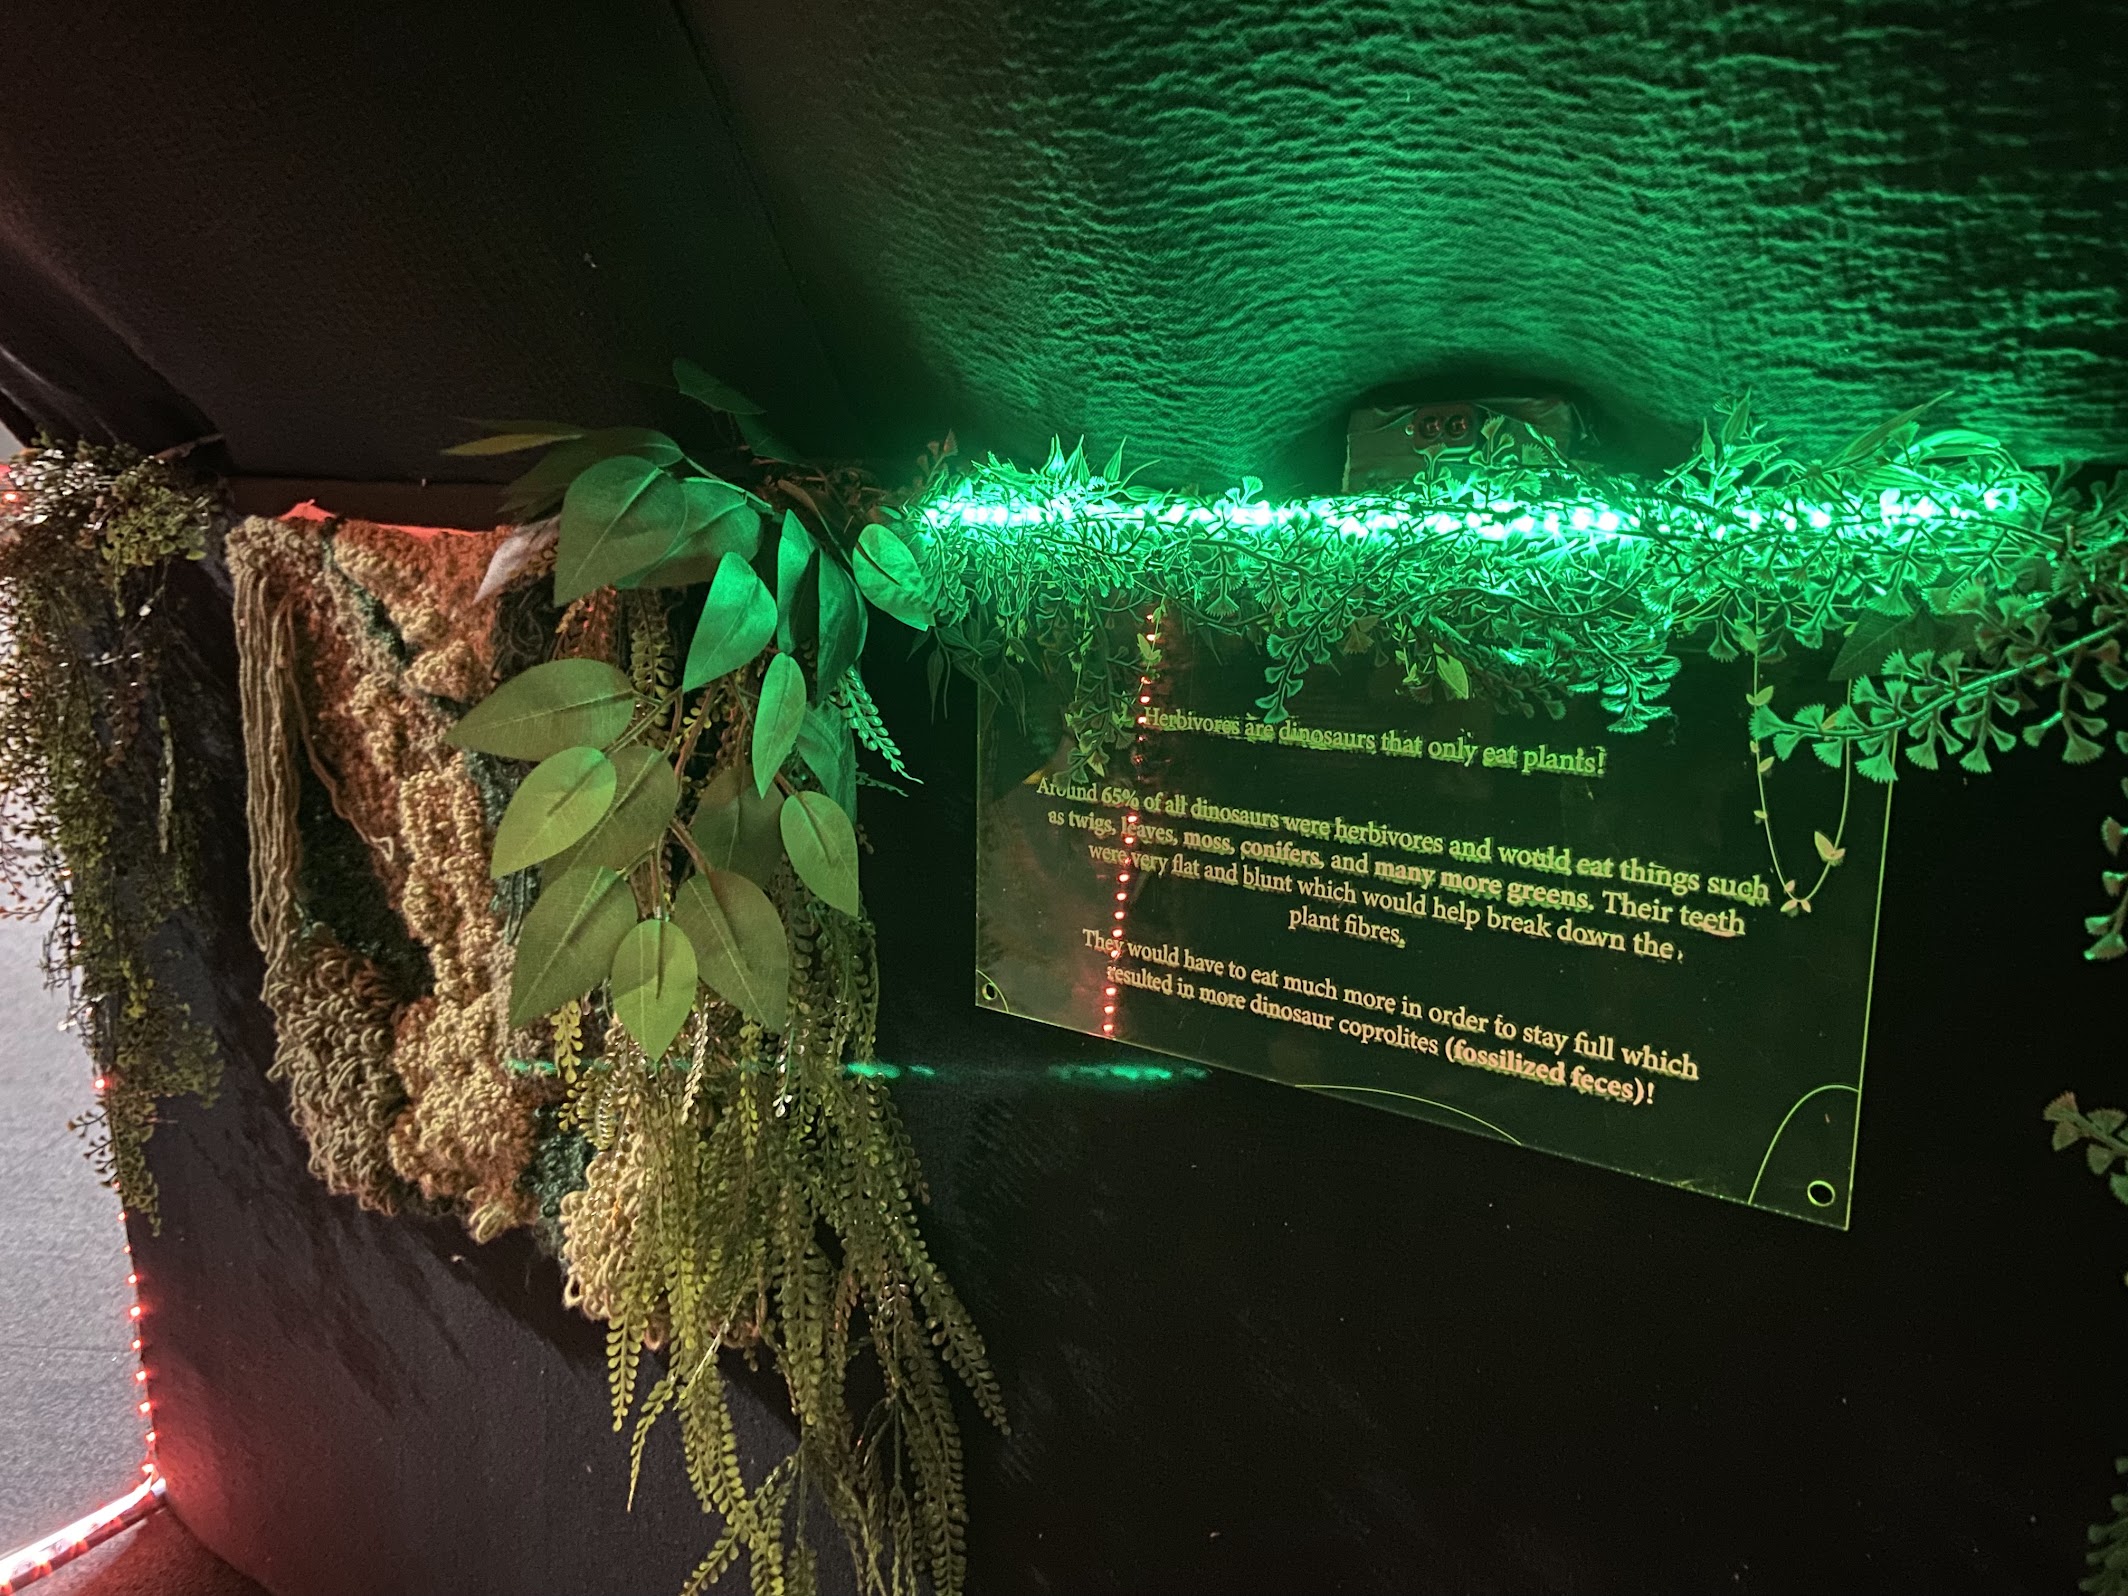 Herbivores are dinosaurs that only eat plants!
Around 65% of all dinosaurs were herbivores and would eat things such
as twigs, leaves, moss, conifers, and many more greens. Their teeth
were very flat and blunt which would help break down the
plant fibres.
They would have to eat much more in order to stay full which
resulted in more dinosaur coprolites (fossilized feces)!